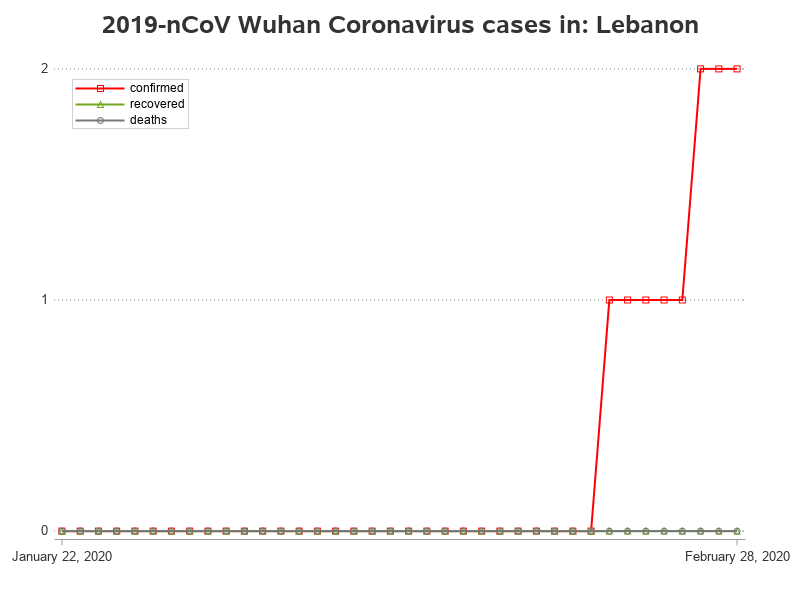 2019-nCoV Wuhan Coronavirus cases in: Lebanon
2
confirmed
recovered
deaths
1
0
January 22, 2020
February 28, 2020